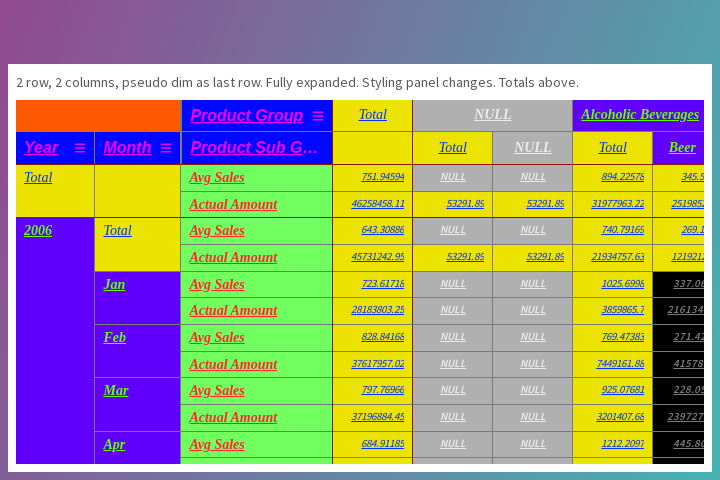 2 row, 2 columns, pseudo dim as last row. Fully expanded. Styling panel changes. Totals above.
Product Group Total NULL Alcoholic Beverages
Year Month Product Sub G... Total NULL Total Beer
Total Avg Sales 751.94594 NULL NULL 894.22578 345.5
Actual Amount 46258458.11 53291.89 53291.89 31977963.22 2519852
2006 Total Avg Sales 643.30886 NULL NULL 740.79169 269.1
Actual Amount 45731242.95 53291.89 53291.89 21934757.63 1219212
Jan Avg Sales 723.61718 NULL NULL 1025.6998 337.06
Actual Amount 28183803.25 NULL NULL 3859865.7 216134
Feb Avg Sales 828.84168 NULL NULL 769.47383 271.42
Actual Amount 37617957.02 NULL NULL 7449161.88 41578
Mar Avg Sales 797.76966 NULL NULL 925.07681 228.05
Actual Amount 37196884.45 NULL NULL 3201407.68 239727
Apr Avg Sales 684.91185 NULL NULL 1212.2097 445.80